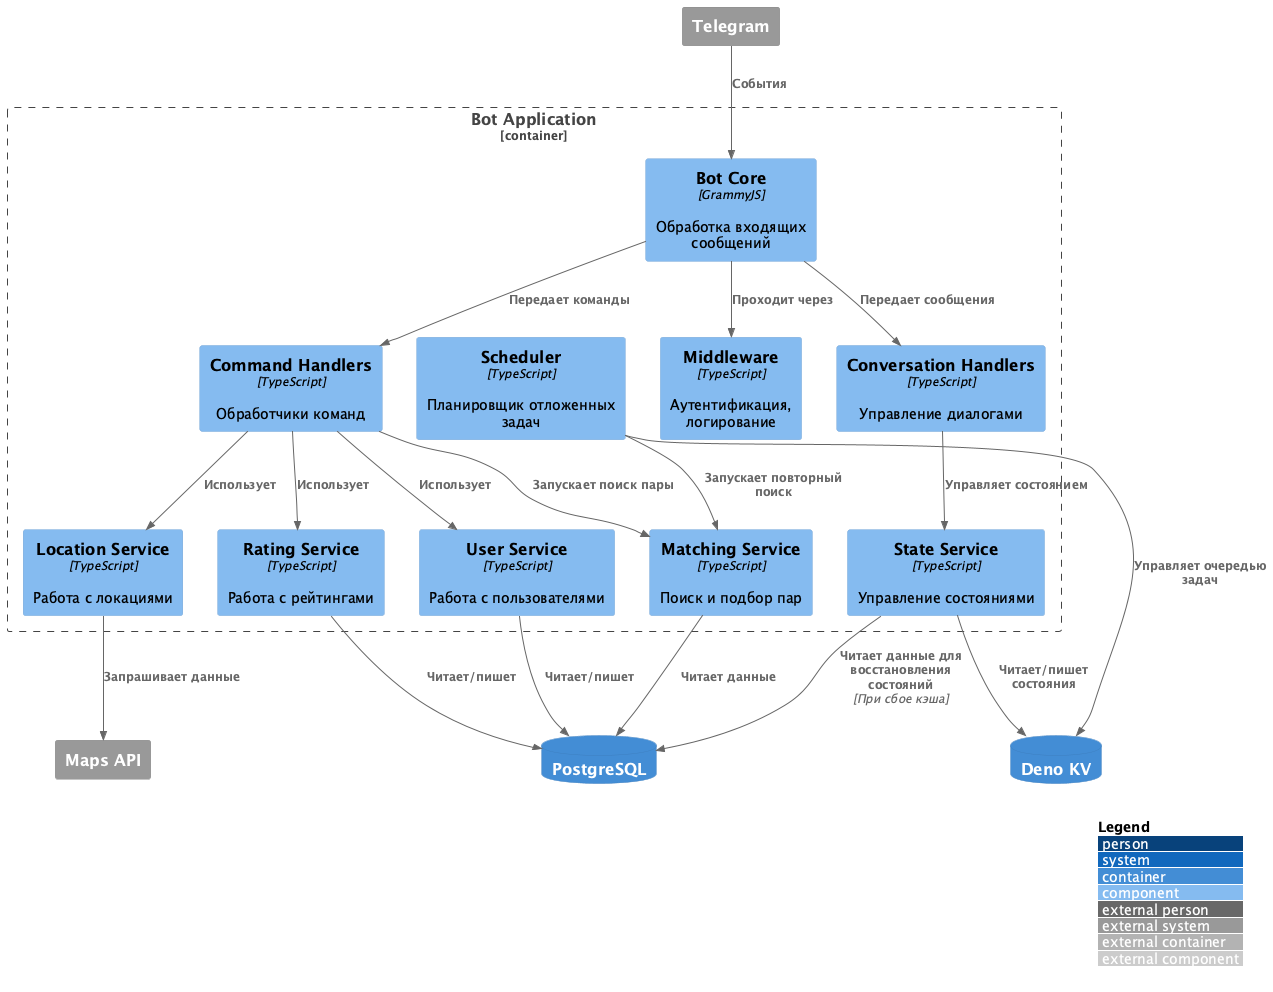 Telegram
События
Bot Application
[container]
Bot Core
[GrammyJS]
Обработка входящих
сообщений
Передает команды
Проходит через
Передает сообщения
Command Handlers
[TypeScript]
Обработчики команд
Scheduler
[TypeScript]
Планировщик отложенных
задач
Middleware
[TypeScript]
Аутентификация,
логирование
Conversation Handlers
[TypeScript]
Управление диалогами
Использует
Использует
Использует
Запускает поиск пары
Запускает повторный
поиск
Управляет состоянием
Location Service
[TypeScript]
Работа с локациями
Rating Service
[TypeScript]
Работа с рейтингами
User Service
[TypeScript]
Работа с пользователями
Matching Service
[TypeScript]
Поиск и подбор пар
State Service
[TypeScript]
Управление состояниями
Управляет очередью
задач
Запрашивает данные
Читает/пишет
Читает/пишет
Читает данные
Читает данные для
восстановления
состояний
[При сбое кэша]
Читает/пишет
состояния
Maps API
PostgreSQL
Deno KV
Legend
person
system
container
component
external person
external system
external container
external component